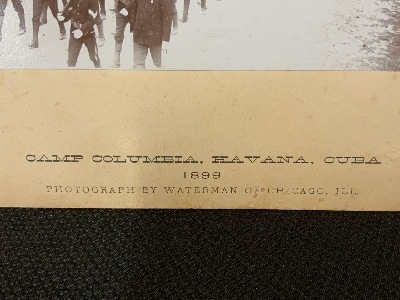 CAMP COLUMBIA, HAVANA, CUBA
1899
PHOTOGRAPH BY WATERMAN OF CHICAGO, ILL.